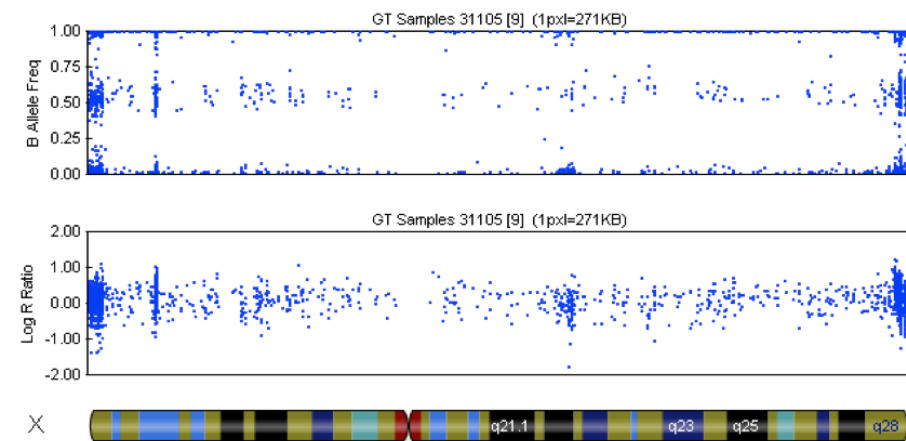 GT Samples 31105 [9] (1pxl=271KB)
B Allele Freq
1.00
0.75
0.50
0.25
0.00
GT Samples 31105 [9] (1pxl=271KB)
Log R Ratio
2.00
1.00
0.00
-1.00
-2.00
X
q21.1 q23 q25 q28